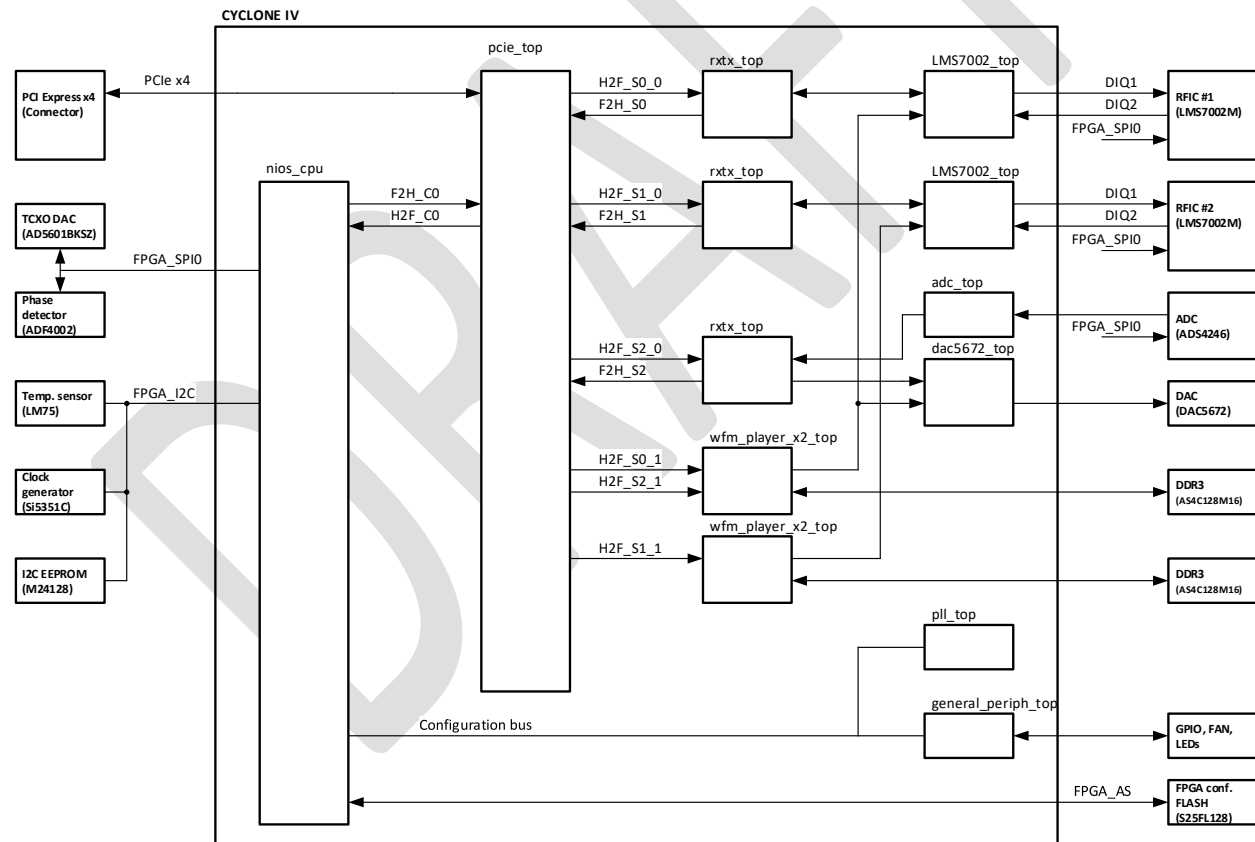 CYCLONE IV
pcie_top
rxtx_top
LMS7002_top
PCI Express x4
(Connector)
PCIe x4
H2F_S0_0
F2H_S0
DIQ1
DIQ2
FPGA_SPI0
RFIC #1
(LMS7002M)
nios_cpu
rxtx_top
LMS7002_top
TCXO DAC
(AD5601BKSZ)
F2H_C0
H2F_C0
H2F_S1_0
F2H_S1
DIQ1
DIQ2
FPGA_SPI0
RFIC #2
(LMS7002M)
FPGA_SPI0
Phase
detector
(ADF4002)
adc_top
rxtx_top
FPGA_SPI0
ADC
(ADS4246)
H2F_S2_0
F2H_S2
dac5672_top
Temp. sensor
(LM75)
FPGA_I2C
DAC
(DAC5672)
wfm_player_x2_top
H2F_S0_1
H2F_S2_1
Clock
generator
(Si5351C)
DDR3
(AS4C128M16)
wfm_player_x2_top
H2F_S1_1
I2C EEPROM
(M24128)
DDR3
(AS4C128M16)
pll_top
general_periph_top
Configuration bus
GPIO, FAN,
LEDs
FPGA_AS
FPGA conf.
FLASH
(S25FL128)
DRAFT